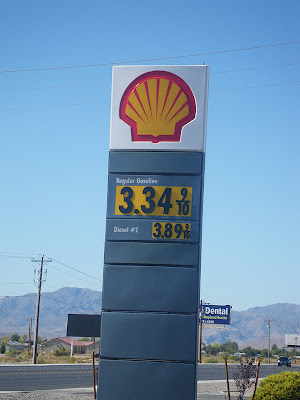 Regular Gasoline
3.34 9/10
Diesel #2 3.89 9/10
Dental